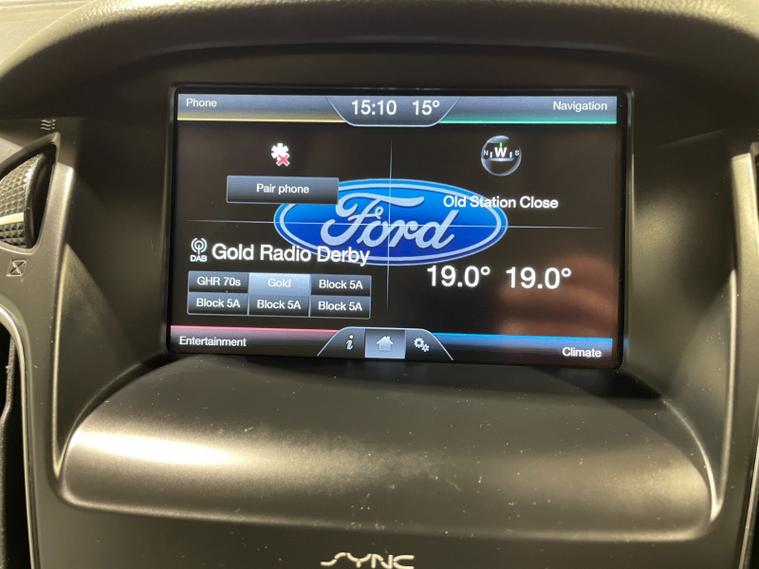 Phone
15:10 15°
Navigation
Pair phone
N W S
Old Station Close
Ford
DAB
Gold Radio Derby
GHR 70s
Gold
Block 5A
Block 5A
Block 5A
Block 5A
19.0° 19.0°
Entertainment
i
Climate
SYNC